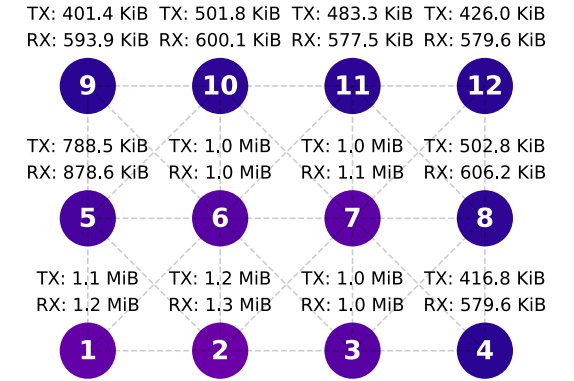 TX: 401.4 KiB TX: 501.8 KiB TX: 483.3 KiB TX: 426.0 KiB
RX: 593.9 KiB RX: 600.1 KiB RX: 577.5 KiB RX: 579.6 KiB
9 10 11 12
TX: 788.5 KiB TX: 1.0 MiB TX: 1.0 MiB TX: 502.8 KiB
RX: 878.6 KiB RX: 1.0 MiB RX: 1.1 MiB RX: 606.2 KiB
5 6 7 8
TX: 1.1 MiB TX: 1.2 MiB TX: 1.0 MiB TX: 416.8 KiB
RX: 1.2 MiB RX: 1.3 MiB RX: 1.0 MiB RX: 579.6 KiB
1 2 3 4